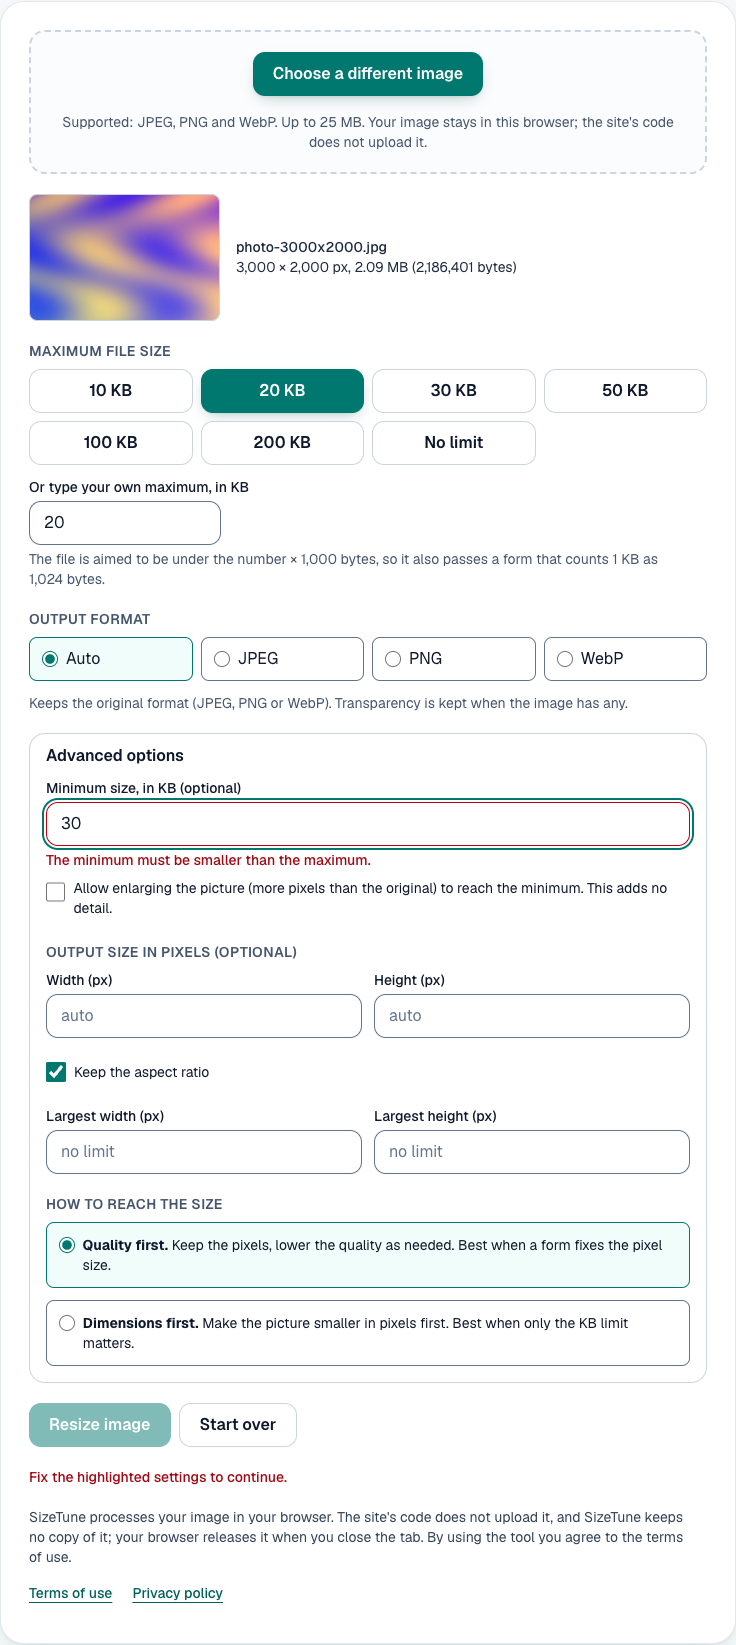 Choose a different image
Supported: JPEG, PNG and WebP. Up to 25 MB. Your image stays in this browser; the site's code
does not upload it.
photo-3000x2000.jpg
3,000 × 2,000 px, 2.09 MB (2,186,401 bytes)
MAXIMUM FILE SIZE
10 KB
20 KB
30 KB
50 KB
100 KB
200 KB
No limit
Or type your own maximum, in KB
20
The file is aimed to be under the number × 1,000 bytes, so it also passes a form that counts 1 KB as
1,024 bytes.
OUTPUT FORMAT
Auto
JPEG
PNG
WebP
Keeps the original format (JPEG, PNG or WebP). Transparency is kept when the image has any.
Advanced options
Minimum size, in KB (optional)
30
The minimum must be smaller than the maximum.
Allow enlarging the picture (more pixels than the original) to reach the minimum. This adds no
detail.
OUTPUT SIZE IN PIXELS (OPTIONAL)
Width (px)
Height (px)
auto
auto
Keep the aspect ratio
Largest width (px)
Largest height (px)
no limit
no limit
HOW TO REACH THE SIZE
Quality first. Keep the pixels, lower the quality as needed. Best when a form fixes the pixel
size.
Dimensions first. Make the picture smaller in pixels first. Best when only the KB limit
matters.
Resize image
Start over
Fix the highlighted settings to continue.
SizeTune processes your image in your browser. The site's code does not upload it, and SizeTune keeps
no copy of it; your browser releases it when you close the tab. By using the tool you agree to the terms
of use.
Terms of use
Privacy policy